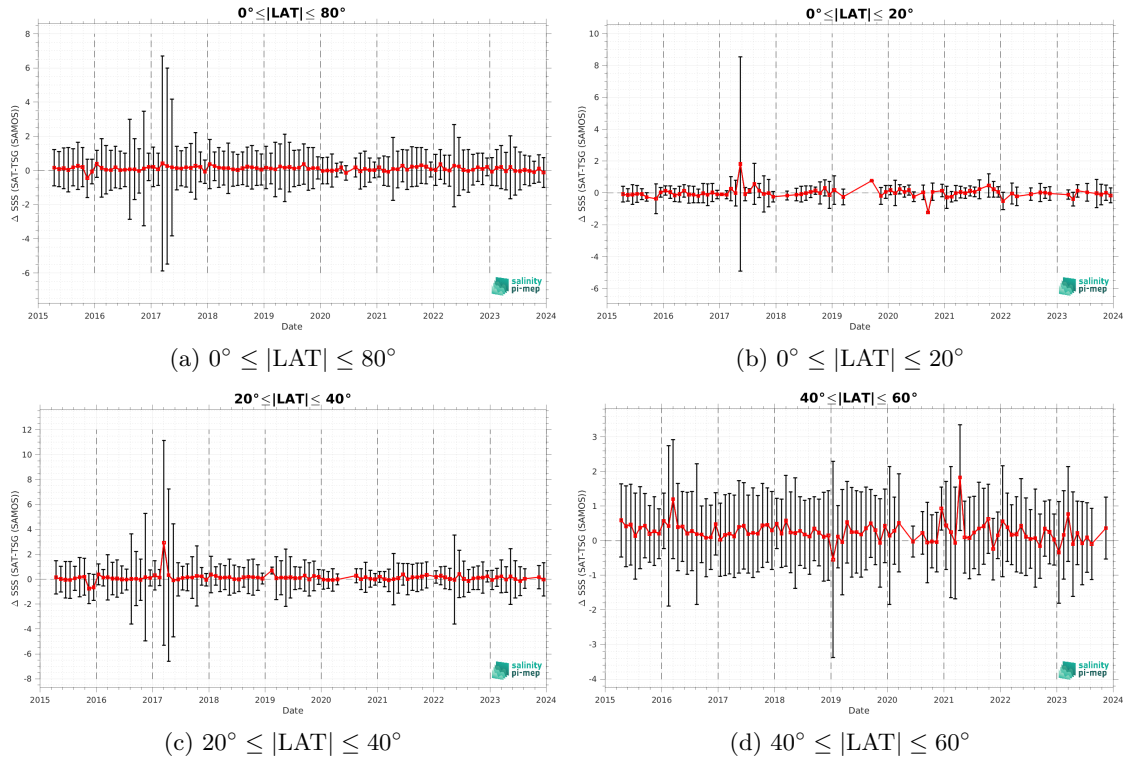 0°≤|LAT|≤ 80°
Δ SSS (SAT-TSG (SAMOS))
8
6
4
2
0
-2
-4
-6
2015 2016 2017 2018 2019 2020 2021 2022 2023 2024
Date
salinity
pi-mep
(a) 0° ≤ |LAT| ≤ 80°
0°≤|LAT|≤ 20°
Δ SSS (SAT-TSG (SAMOS))
10
8
6
4
2
0
-2
-4
-6
2015 2016 2017 2018 2019 2020 2021 2022 2023 2024
Date
salinity
pi-mep
(b) 0° ≤ |LAT| ≤ 20°
20°≤|LAT|≤ 40°
Δ SSS (SAT-TSG (SAMOS))
12
10
8
6
4
2
0
-2
-4
-6
-8
2015 2016 2017 2018 2019 2020 2021 2022 2023 2024
Date
salinity
pi-mep
(c) 20° ≤ |LAT| ≤ 40°
40°≤|LAT|≤ 60°
Δ SSS (SAT-TSG (SAMOS))
3
2
1
0
-1
-2
-3
-4
2015 2016 2017 2018 2019 2020 2021 2022 2023 2024
Date
salinity
pi-mep
(d) 40° ≤ |LAT| ≤ 60°